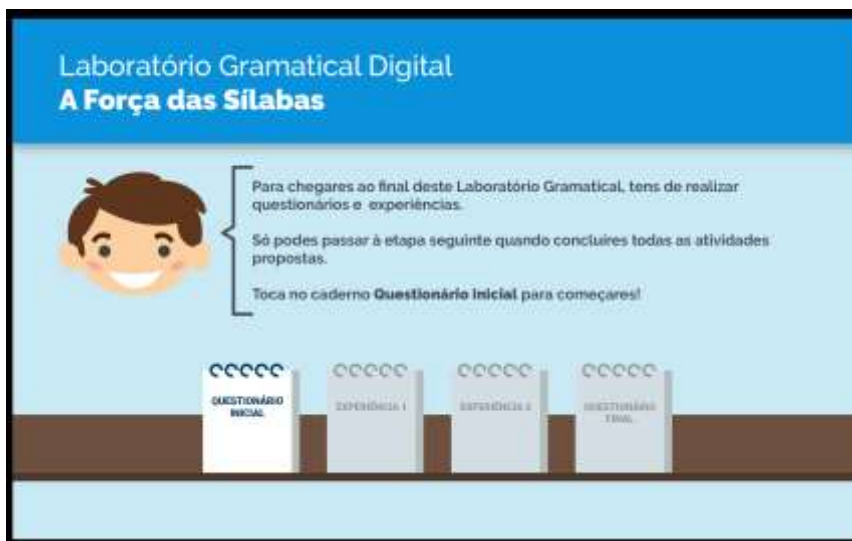 Laboratório Gramatical Digital
A Força das Sílabas
Para chegares ao final deste Laboratório Gramatical, tens de realizar
questionários e experiências.
Só podes passar à etapa seguinte quando concluíres todas as atividades
propostas.
Toca no caderno Questionário Inicial para começares!
QUESTIONÁRIO
INICIAL
EXPERIÊNCIA 1
EXPERIÊNCIA 2
QUESTIONÁRIO
FINAL